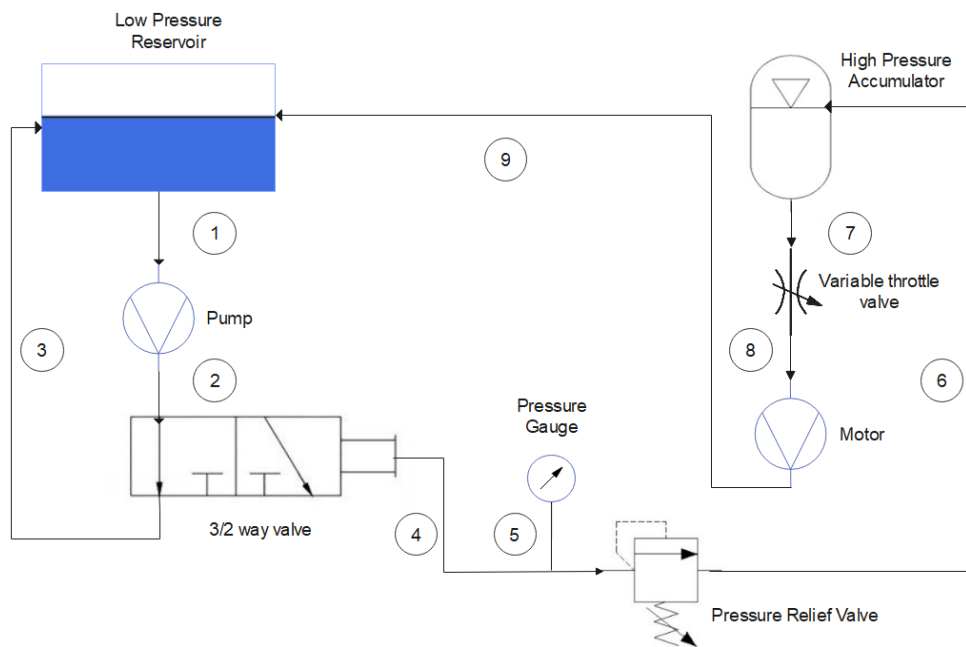 Low Pressure
Reservoir
High Pressure
Accumulator
9
1
7
Variable throttle
valve
Pump
3
8
2
6
Pressure
Gauge
Motor
3/2 way valve
4
5
Pressure Relief Valve